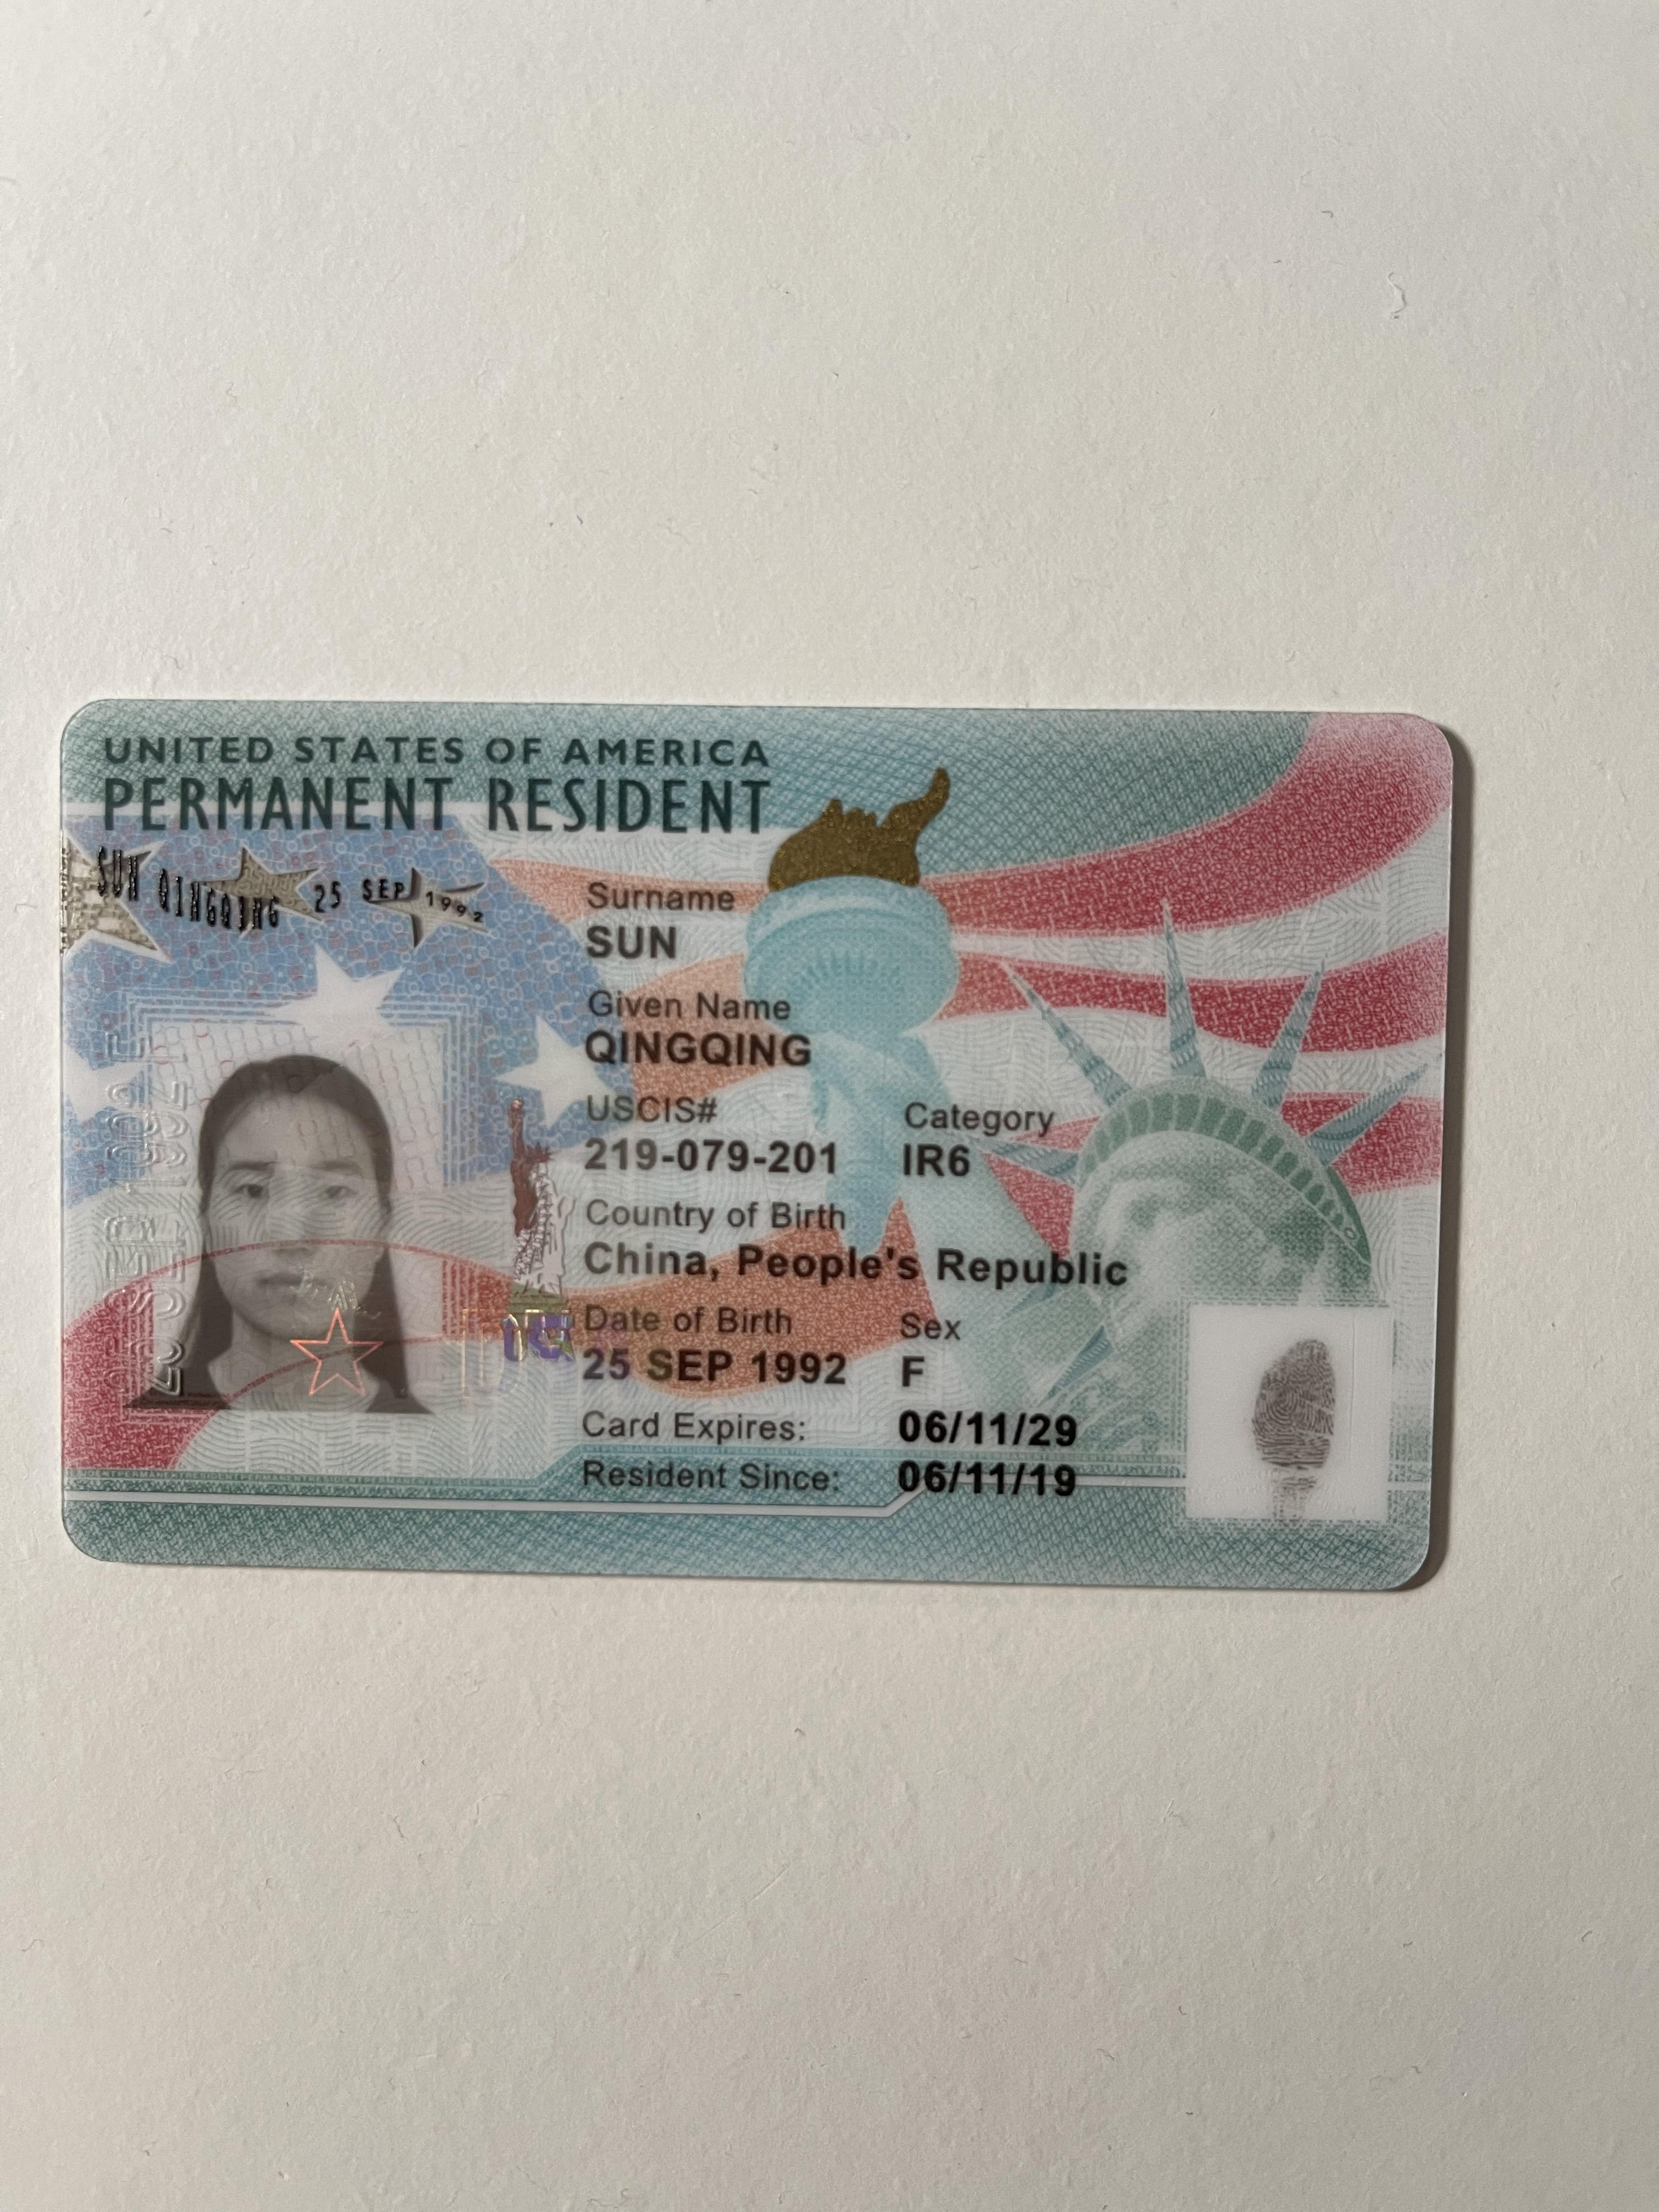 UNITED STATES OF AMERICA
PERMANENT RESIDENT
SUN QINGQING 25 SEP 1992
Surname
SUN
Given Name
QINGQING
USCIS#
219-079-201
Category
IR6
Country of Birth
China, People's Republic
Date of Birth
25 SEP 1992
Sex
F
Card Expires: 06/11/29
Resident Since: 06/11/19